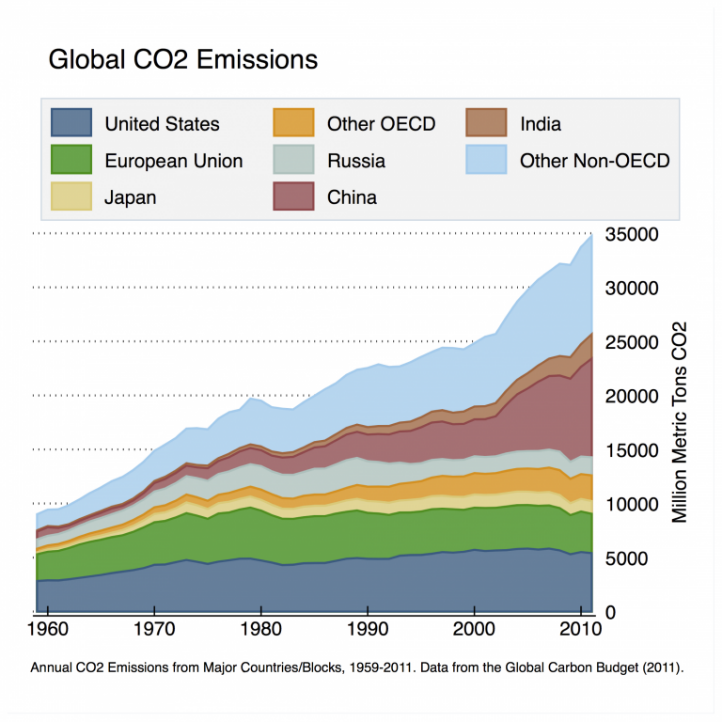 Global CO2 Emissions
United States
Other OECD
India
European Union
Russia
Other Non-OECD
Japan
China
35000
30000
25000
20000
15000
10000
5000
0
Million Metric Tons CO2
1960 1970 1980 1990 2000 2010
Annual CO2 Emissions from Major Countries/Blocks, 1959-2011. Data from the Global Carbon Budget (2011).